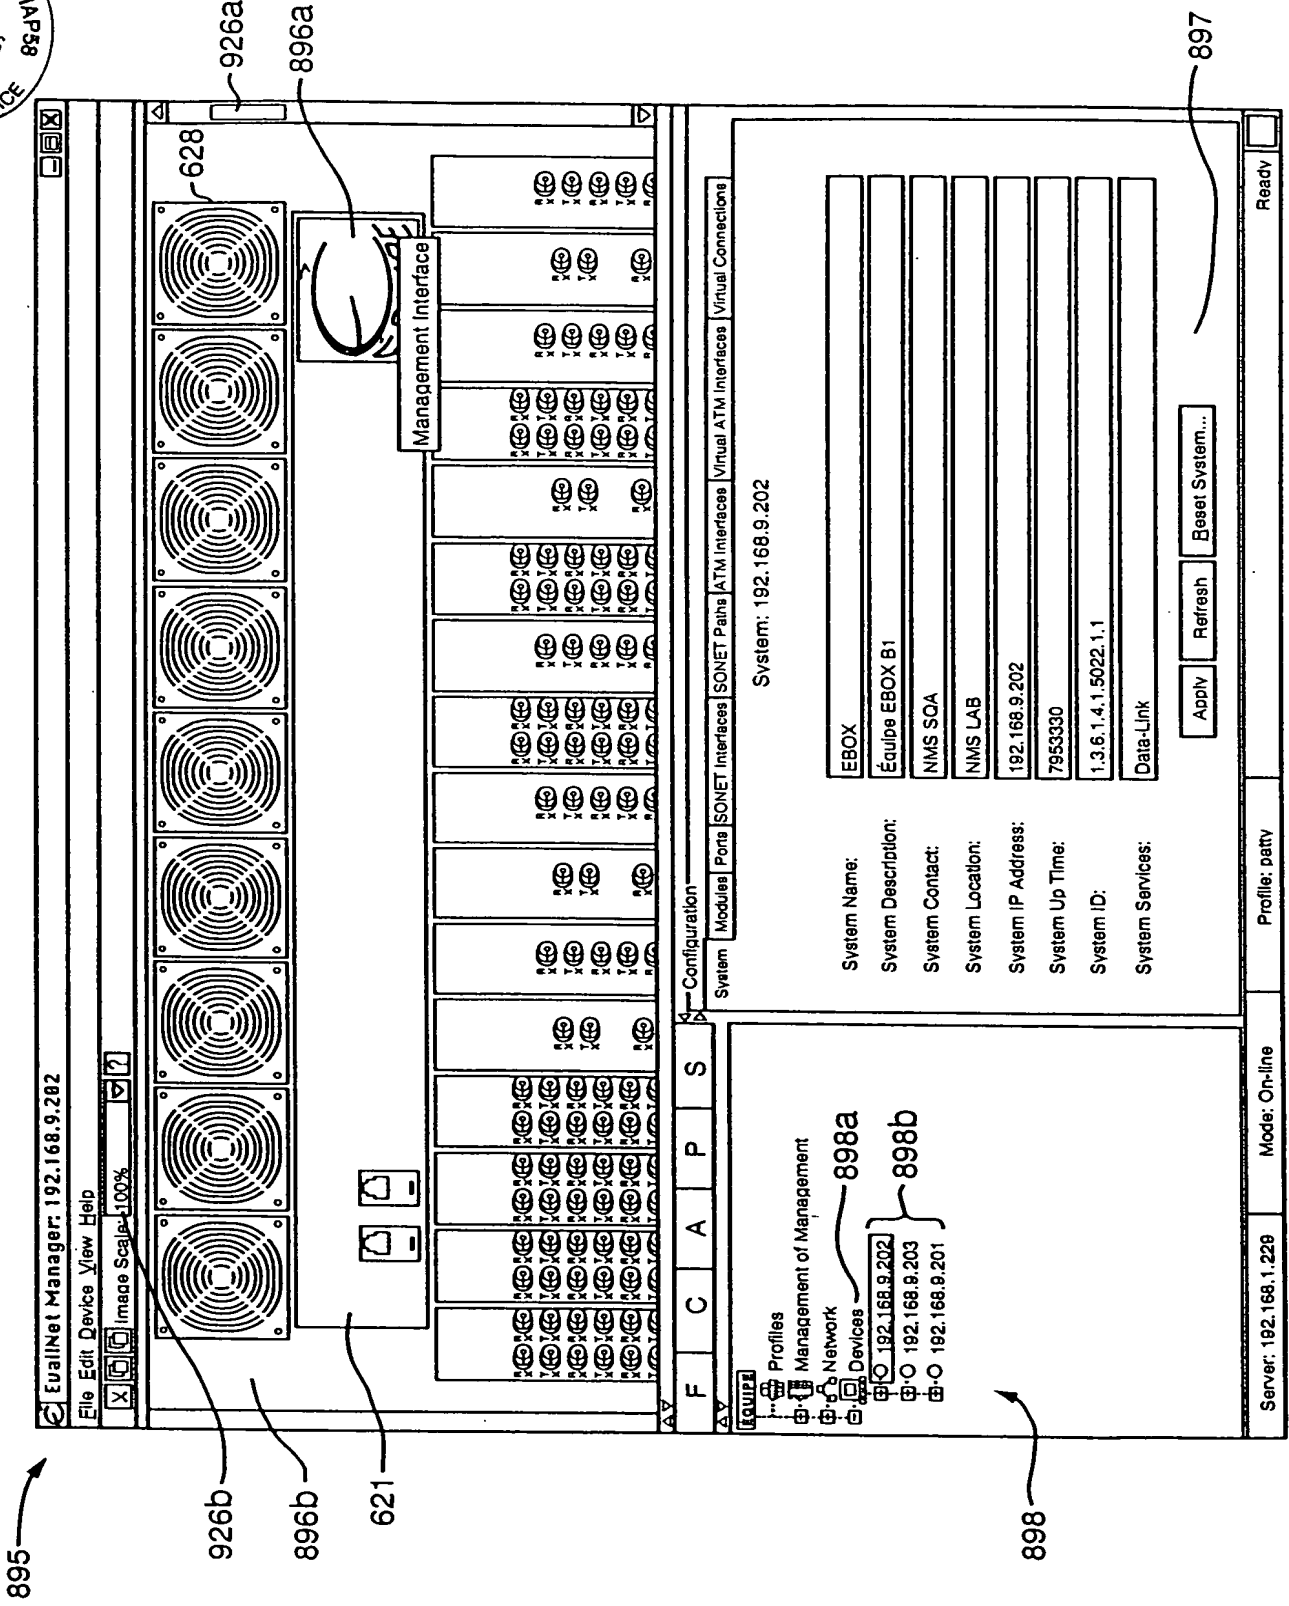 895
EualNet Manager: 192.168.9.202
File Edit Device View Help
Image Scale: 100%
?
926a
896a
628
Management Interface
926b
896b
621
F C A P S
EQUIPE
Profiles
Management of Management
Network
Devices
192.168.9.202
192.168.9.203
192.168.9.201
898a
898b
898
Configuration
System Modules Ports SONET Interfaces SONET Paths ATM Interfaces Virtual ATM Interfaces Virtual Connections
System: 192.168.9.202
System Name: EBOX
System Description: Équipe EBOX B1
System Contact: NMS SQA
System Location: NMS LAB
System IP Address: 192.168.9.202
System Up Time: 7953330
System ID: 1.3.6.1.4.1.5022.1.1
System Services: Data-Link
Apply Refresh Reset System...
897
Server: 192.168.1.229 Mode: On-line Profile: patty Ready